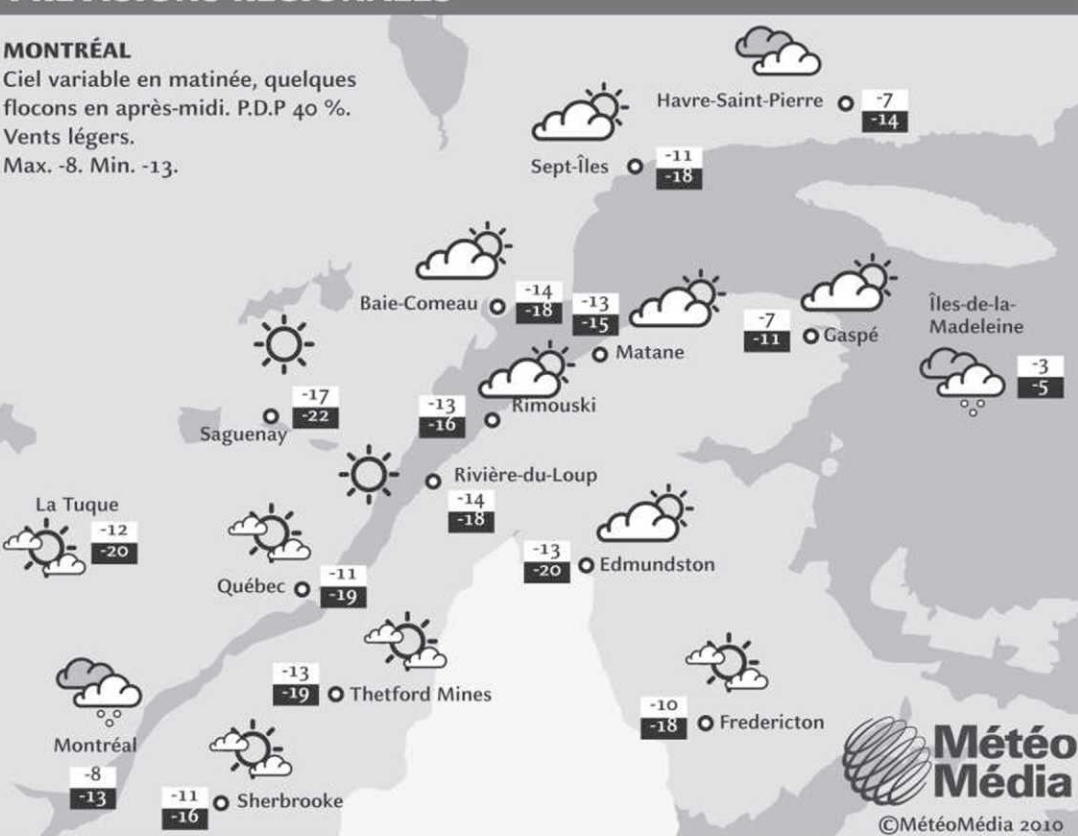 PRÉVISIONS RÉGIONALES
MONTRÉAL
Ciel variable en matinée, quelques
flocons en après-midi. P.D.P 40 %.
Vents légers.
Max. -8. Min. -13.
Havre-Saint-Pierre
-7
-14
Sept-Îles
-11
-18
Baie-Comeau
-14
-18
-13
-15
Matane
-7
-11
Gaspé
Îles-de-la-
Madeleine
-3
-5
-17
-22
Saguenay
-13
-16
Rimouski
Rivière-du-Loup
-14
-18
La Tuque
-12
-20
Québec
-11
-19
-13
-20
Edmundston
-13
-19
Thetford Mines
-10
-18
Fredericton
Montréal
-8
-13
-11
-16
Sherbrooke
Météo
Média
©MétéoMédia 2010